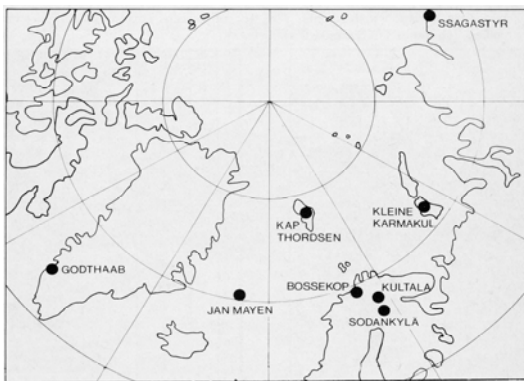 SSAGASTYR
KAP
THORDSEN
KLEINE
KARMAKUL
GODTHAAB
BOSSEKOP
KULTALA
JAN MAYEN
SODANKYLÄ